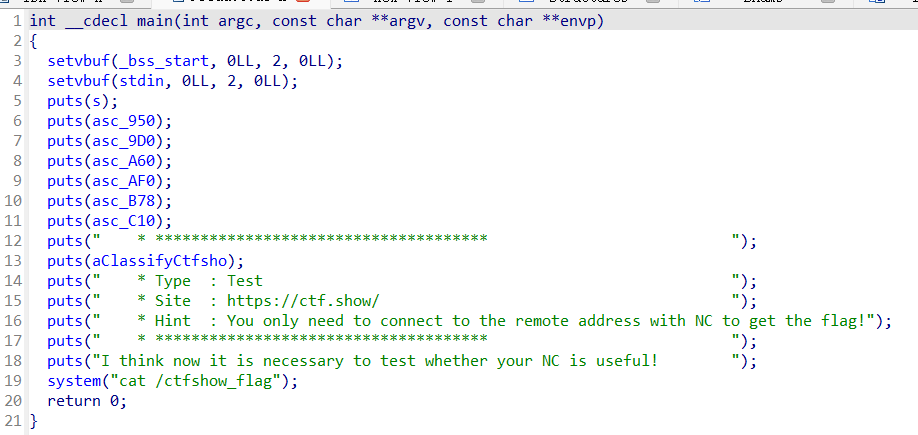 1 int __cdecl main(int argc, const char **argv, const char **envp)
2 {
3   setvbuf(_bss_start, 0LL, 2, 0LL);
4   setvbuf(stdin, 0LL, 2, 0LL);
5   puts(s);
6   puts(asc_950);
7   puts(asc_9D0);
8   puts(asc_A60);
9   puts(asc_AF0);
10   puts(asc_B78);
11   puts(asc_C10);
12   puts("    * *************************************                           ");
13   puts(aClassifyCtfsho);
14   puts("    * Type  : Test                                                    ");
15   puts("    * Site  : https://ctf.show/                                       ");
16   puts("    * Hint  : You only need to connect to the remote address with NC to get the flag!");
17   puts("    * *************************************                           ");
18   puts("I think now it is necessary to test whether your NC is useful!        ");
19   system("cat /ctfshow_flag");
20   return 0;
21 }